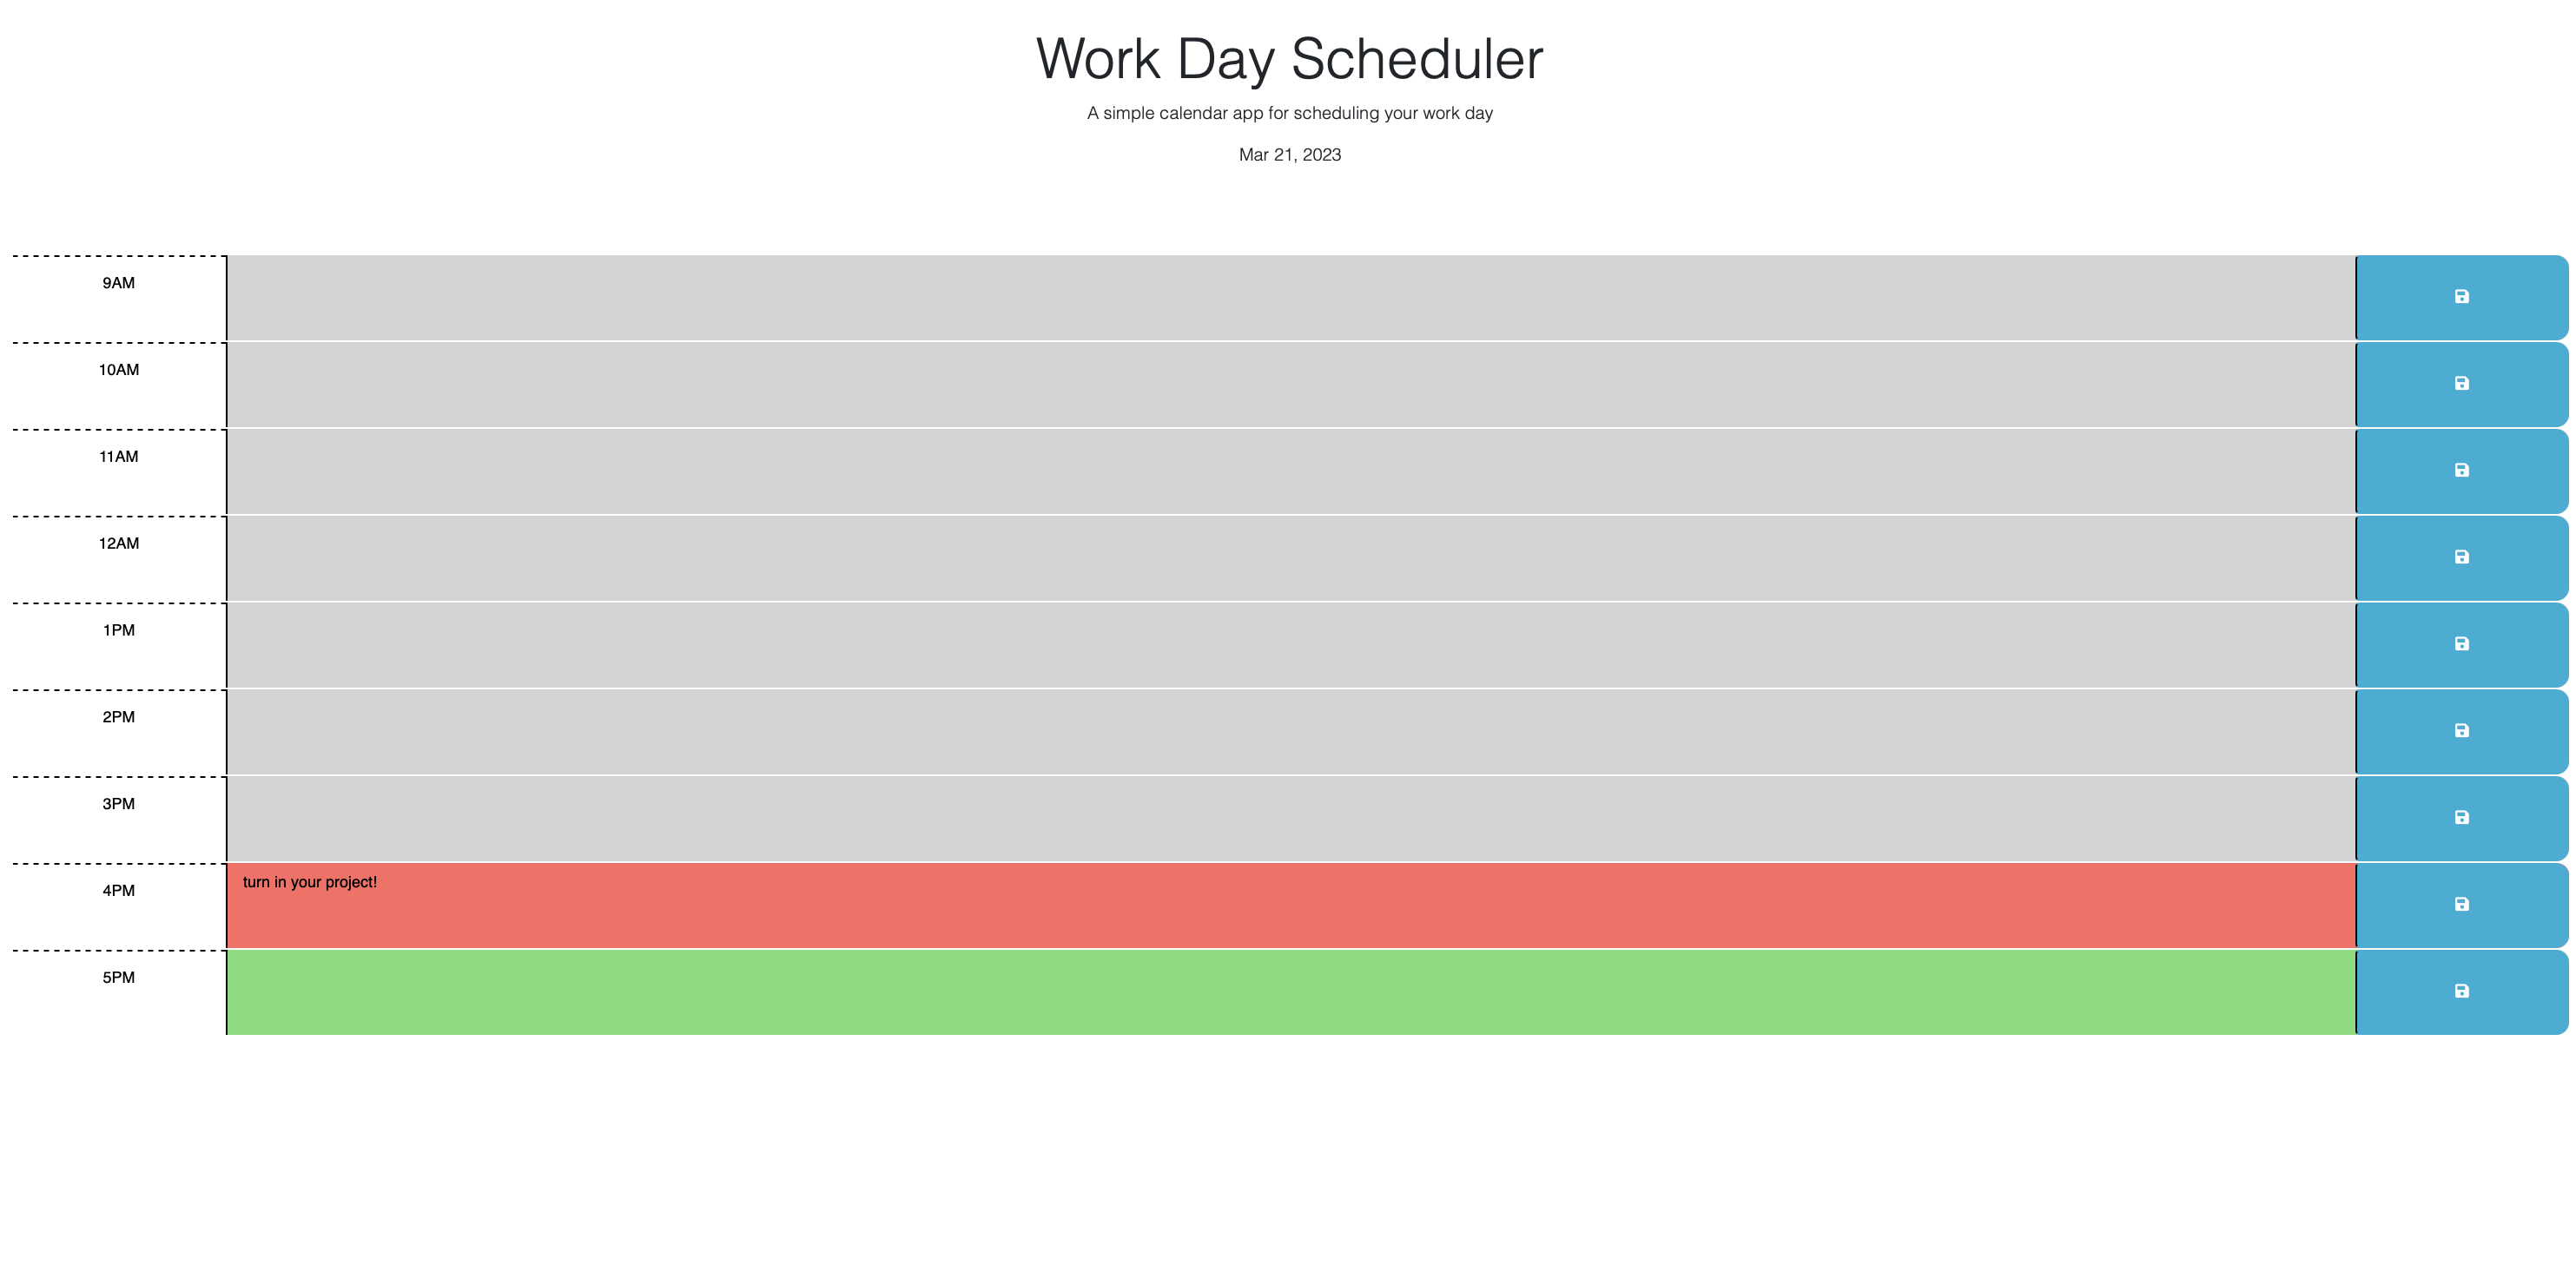 Work Day Scheduler
A simple calendar app for scheduling your work day
Mar 21, 2023
9AM
10AM
11AM
12AM
1PM
2PM
3PM
4PM
turn in your project!
5PM